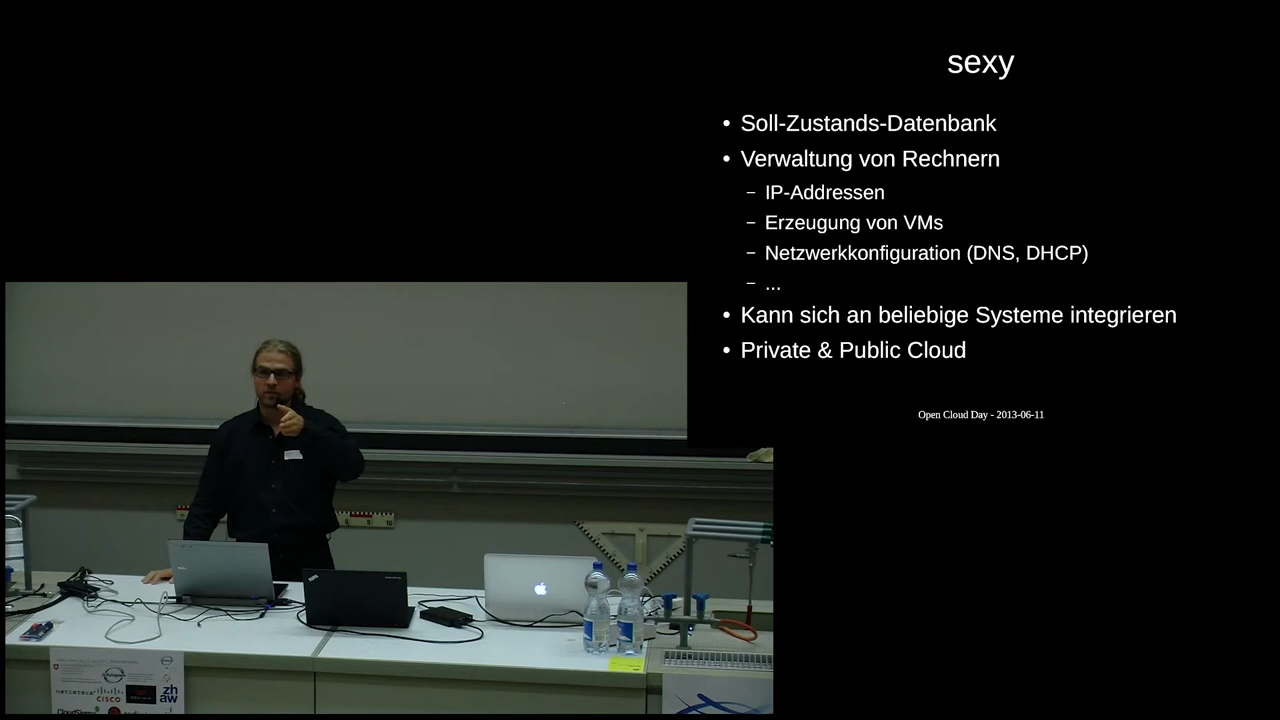 sexy
• Soll-Zustands-Datenbank
• Verwaltung von Rechnern
– IP-Addressen
– Erzeugung von VMs
– Netzwerkkonfiguration (DNS, DHCP)
– ...
• Kann sich an beliebige Systeme integrieren
• Private & Public Cloud
Open Cloud Day - 2013-06-11
netcetera
CISCO
zh
aw